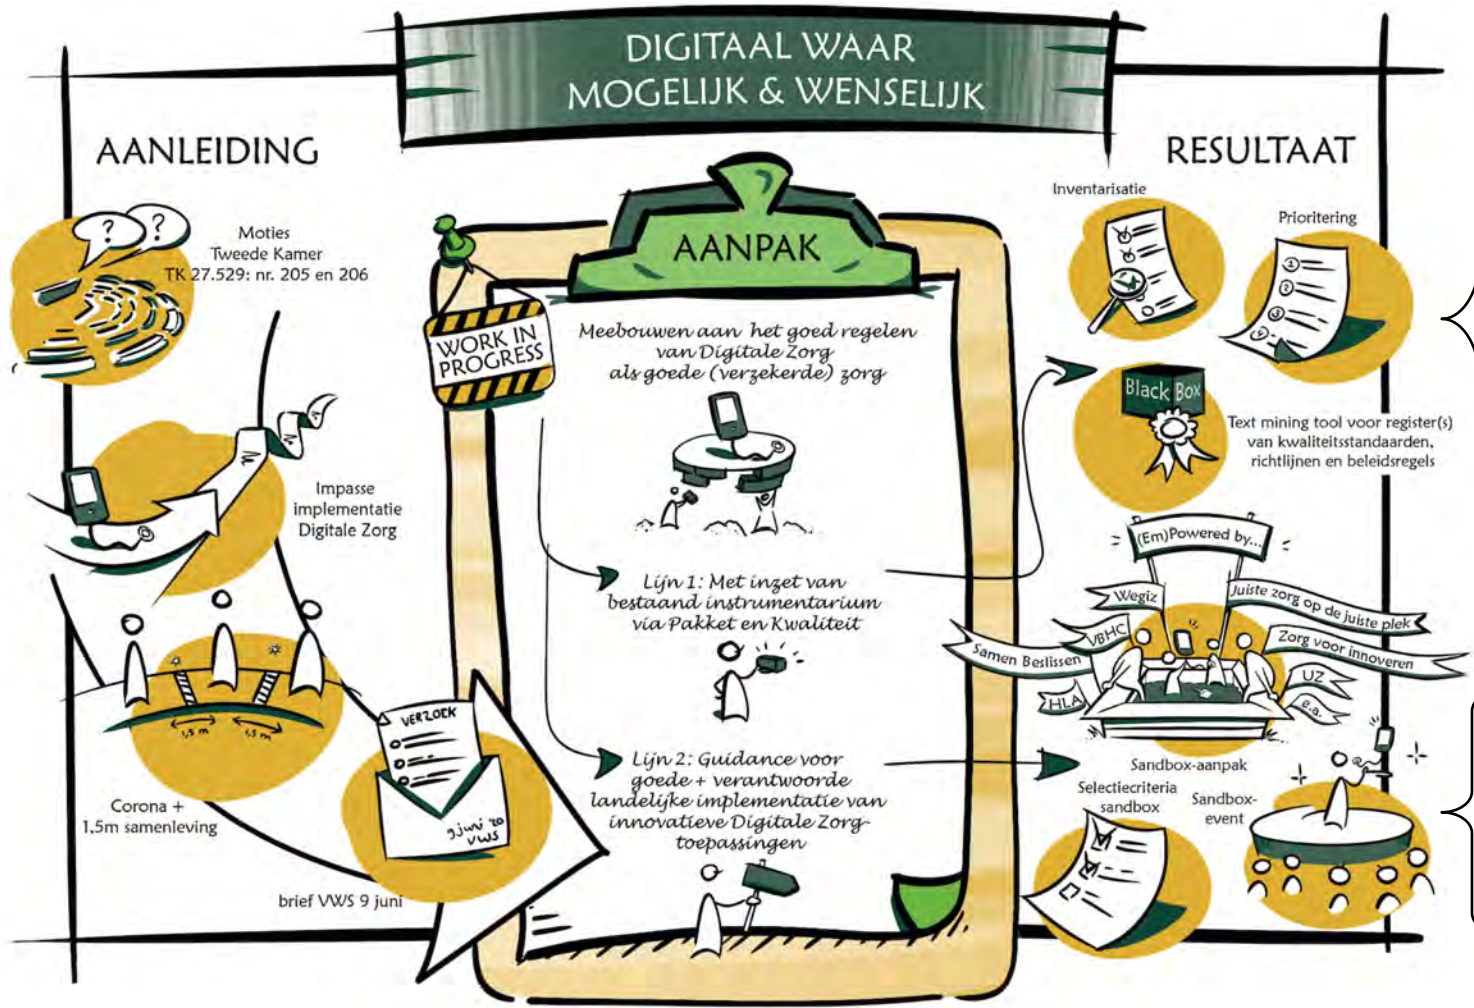 DIGITAAL WAAR
MOGELIJK & WENSELIJK
AANLEIDING
?
?
Moties
Tweede Kamer
TK 27.529: nr. 205 en 206
Impasse
implementatie
Digitale Zorg
1,5 m
1,5 m
Corona +
1,5m samenleving
VERZOEK
9 juni '20
VWS
brief VWS 9 juni
WORK IN
PROGRESS
AANPAK
Meebouwen aan het goed regelen
van Digitale Zorg
als goede (verzekerde) zorg
Lijn 1: Met inzet van
bestaand instrumentarium
via Pakket en Kwaliteit
Lijn 2: Guidance voor
goede + verantwoorde
landelijke implementatie van
innovatieve Digitale Zorg-
toepassingen
RESULTAAT
Inventarisatie
Prioritering
1
2
3
4
Black Box
Text mining tool voor register(s)
van kwaliteitsstandaarden,
richtlijnen en beleidsregels
(Em)Powered by...
Wegiz
Juiste zorg op de juiste plek
VBHC
Zorg voor innoveren
Samen Beslissen
UZ
HLA
e.a.
Sandbox-aanpak
Selectiecriteria
sandbox
Sandbox-
event